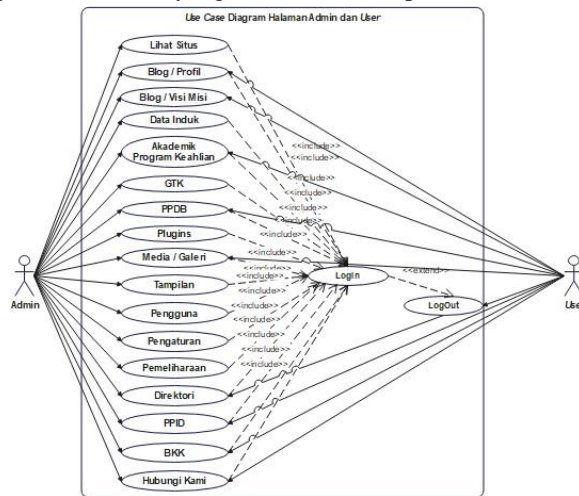 Use Case Diagram Halaman Admin dan User
Lihat Situs
Blog / Profil
Blog / Visi Misi
Data Induk
Akademik
Program Keahlian
GTK
PPDB
Plugins
Media / Galeri
Tampilan
Pengguna
Pengaturan
Pemeliharaan
Direktori
PPID
BKK
Hubungi Kami
<<include>>
<<include>>
<<include>>
<<include>>
<<include>>
<<include>>
<<include>>
<<include>>
<<include>>
<<include>>
<<include>>
<<include>>
<<include>>
<<include>>
LogIn
<<extend>>
LogOut
Admin